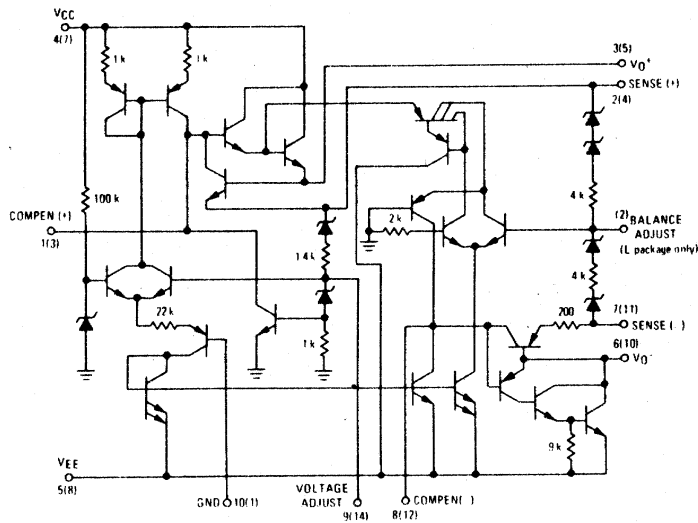 VCC
4(7)
1k
1k
3(5)
VO+
SENSE (+)
2(4)
100 k
4 k
COMPEN (+)
1(3)
2k
(2) BALANCE
ADJUST
(L package only)
14k
4k
22k
200
7(11)
SENSE (-)
1k
6(10)
VO-
9k
VEE
5(8)
GND 10(1)
VOLTAGE
ADJUST
9(14)
COMPEN(-)
8(12)